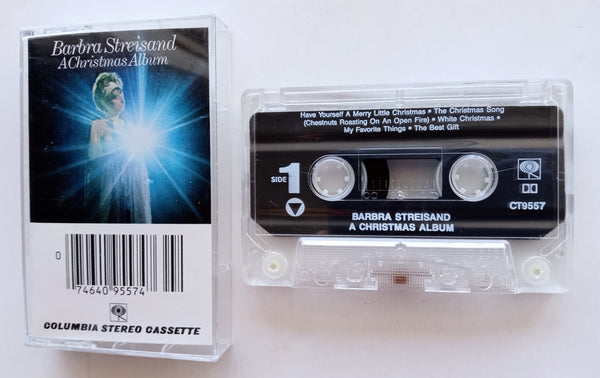 Barbra Streisand
A Christmas Album
0
74640 95574
COLUMBIA STEREO CASSETTE
Have Yourself A Merry Little Christmas • The Christmas Song
(Chestnuts Roasting On An Open Fire) • White Christmas •
My Favorite Things • The Best Gift
SIDE 1
CT9557
BARBRA STREISAND
A CHRISTMAS ALBUM